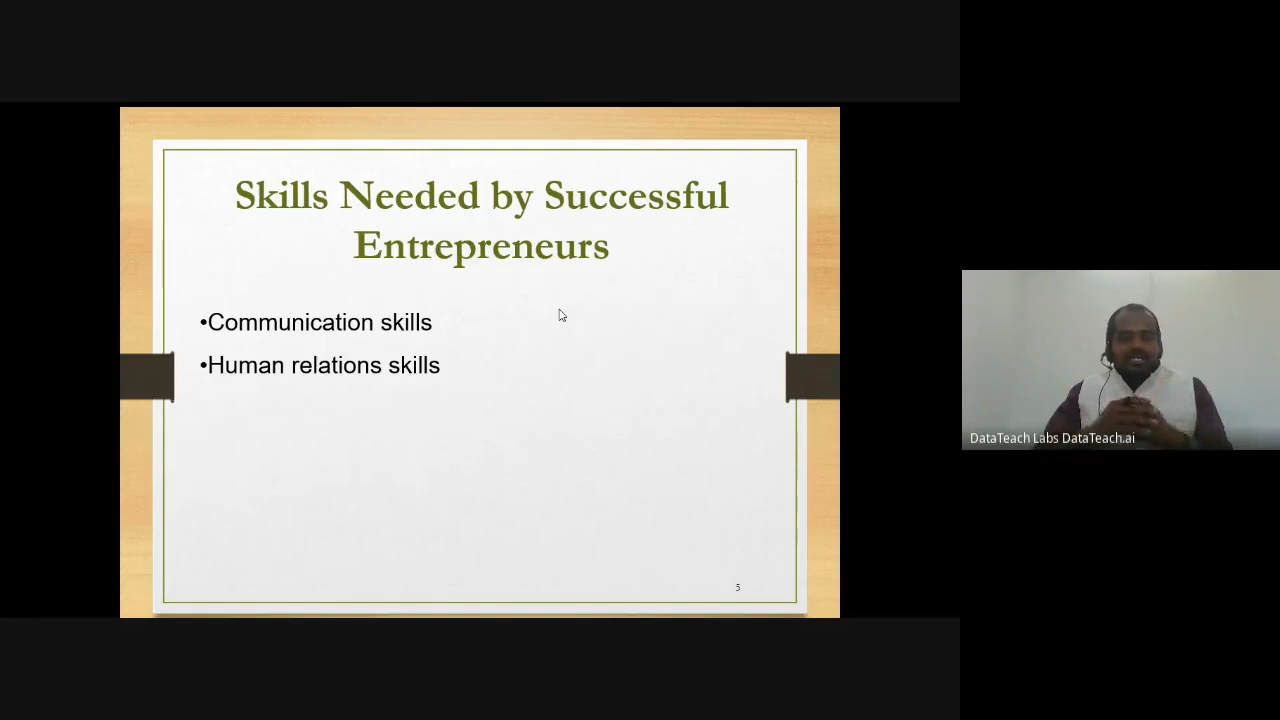 Skills Needed by Successful
Entrepreneurs
•Communication skills
•Human relations skills
5
DataTeach Labs DataTeach.ai